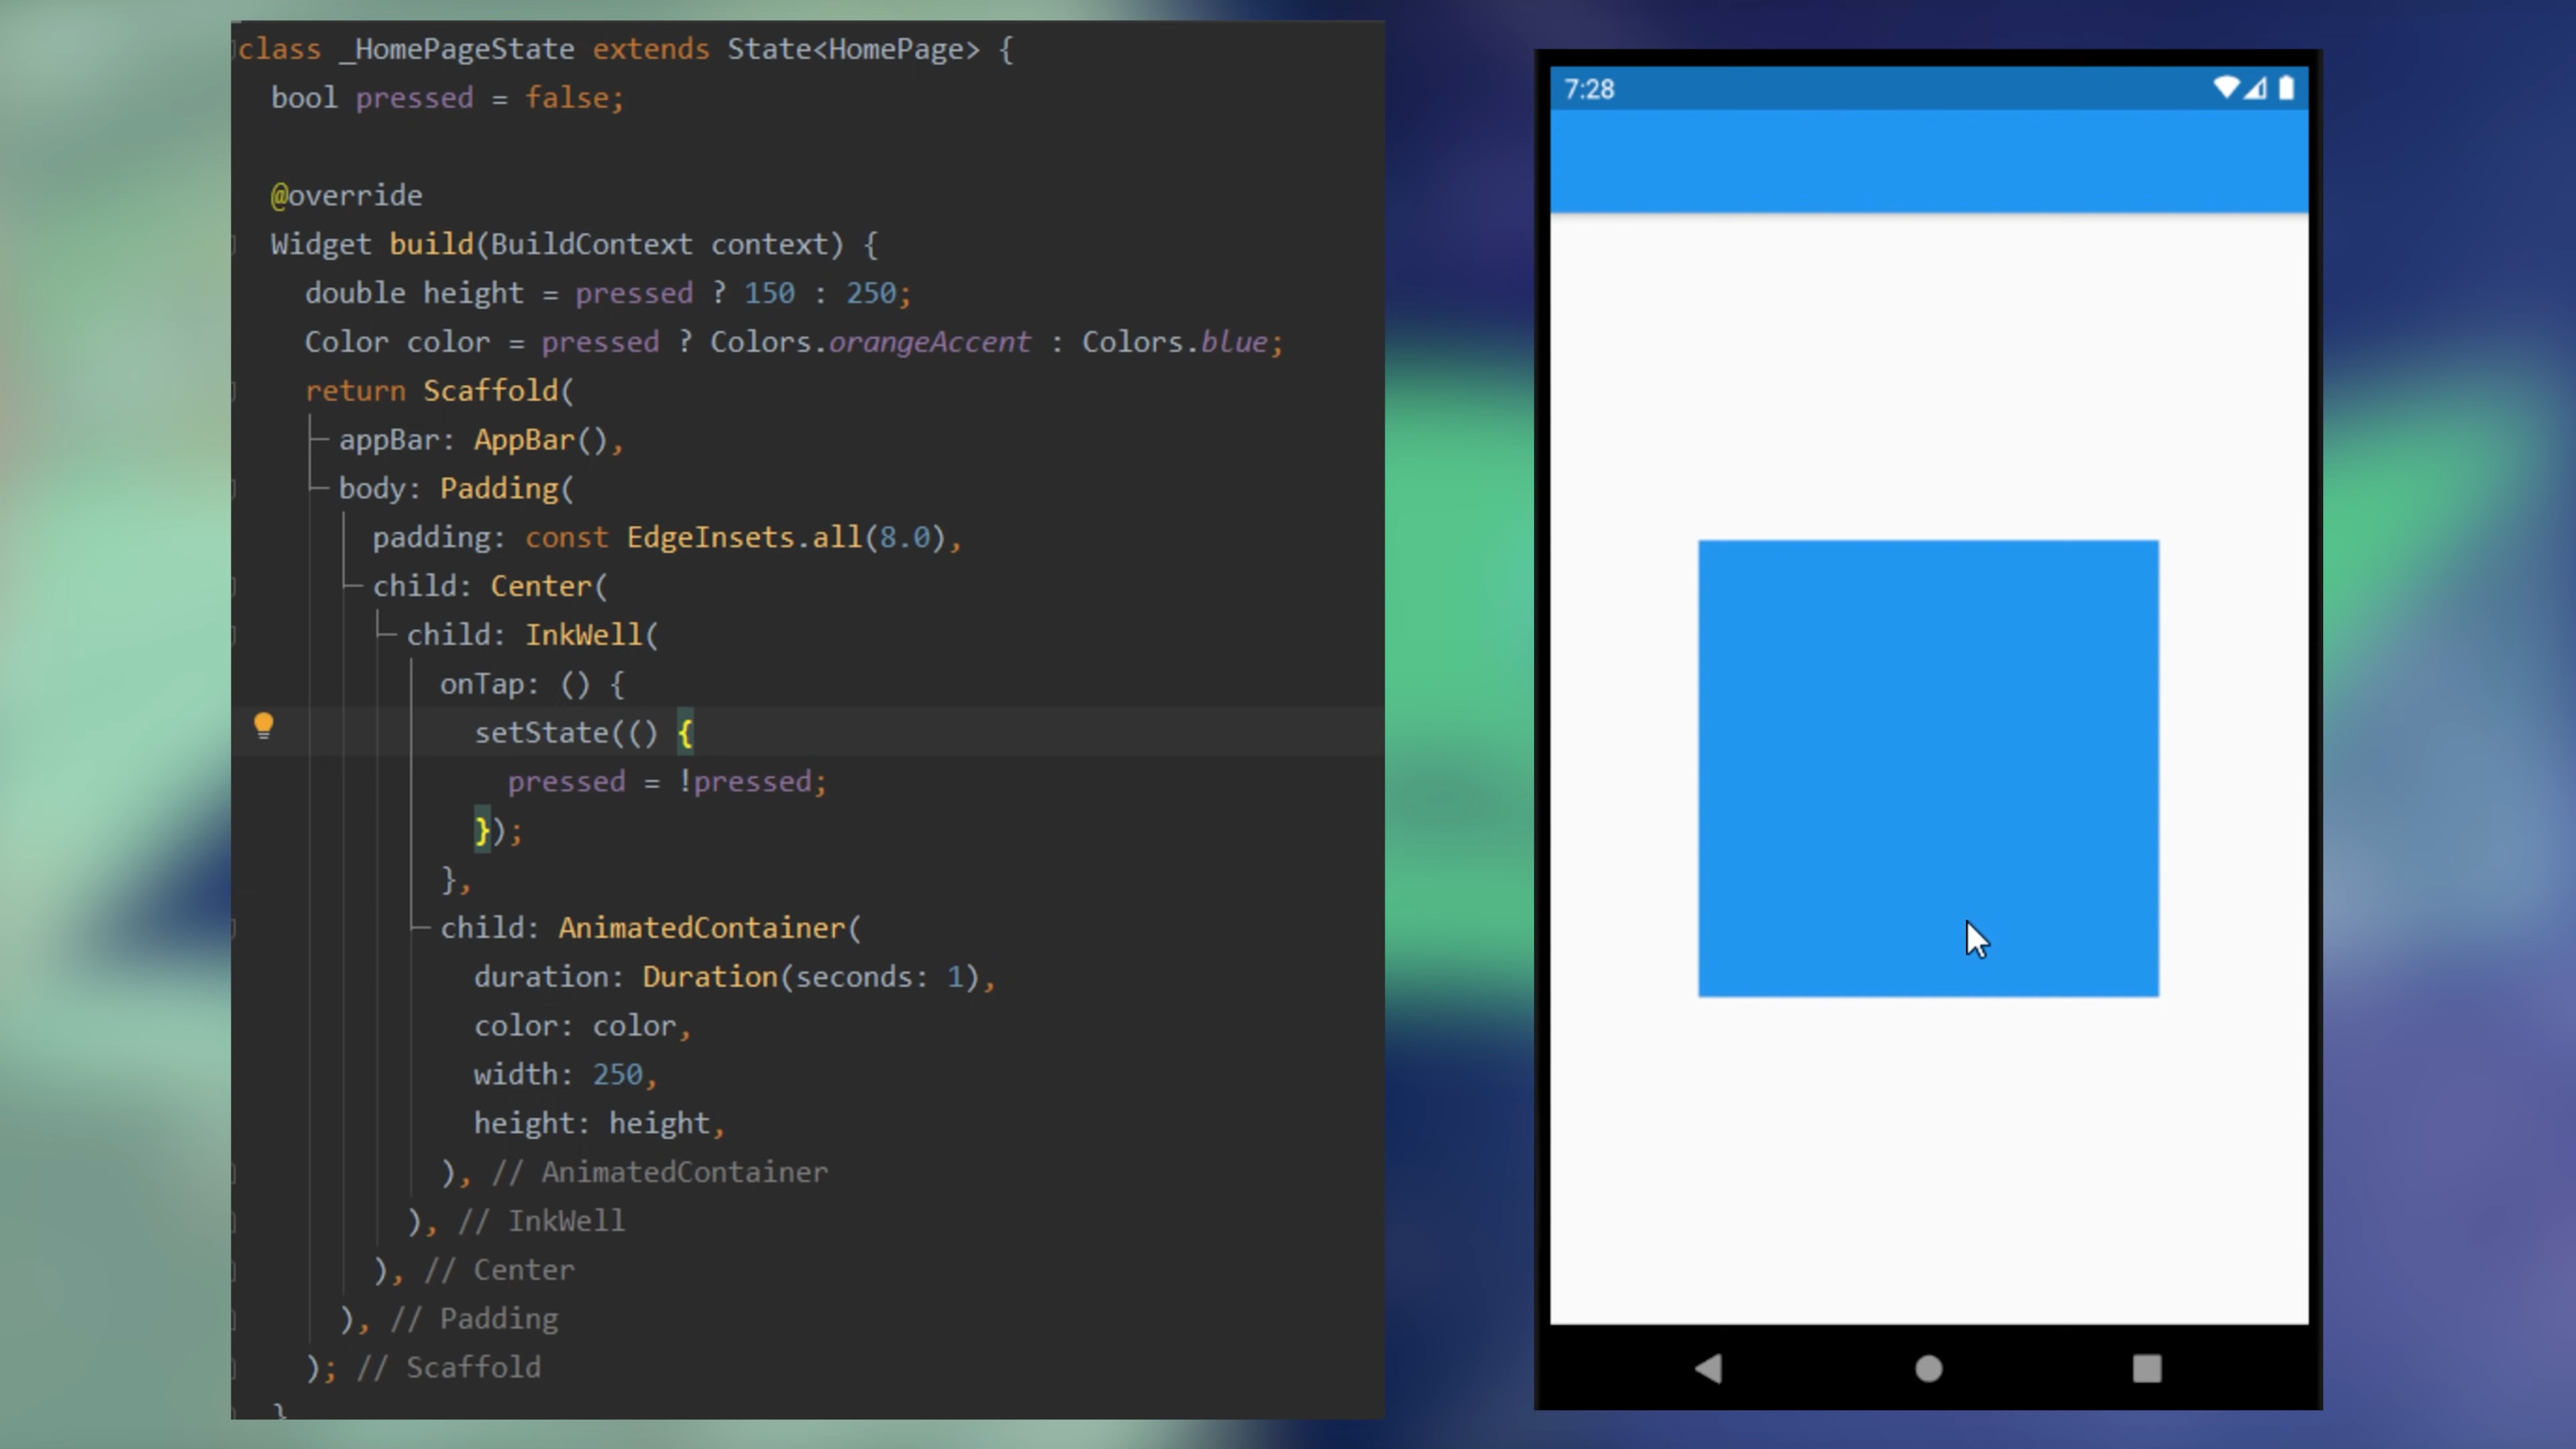 class _HomePageState extends State<HomePage> {
bool pressed = false;
@override
Widget build(BuildContext context) {
double height = pressed ? 150 : 250;
Color color = pressed ? Colors.orangeAccent : Colors.blue;
return Scaffold(
appBar: AppBar(),
body: Padding(
padding: const EdgeInsets.all(8.0),
child: Center(
child: InkWell(
onTap: () {
setState(() {
pressed = !pressed;
});
},
child: AnimatedContainer(
duration: Duration(seconds: 1),
color: color,
width: 250,
height: height,
), // AnimatedContainer
), // InkWell
), // Center
), // Padding
); // Scaffold
}
7:28